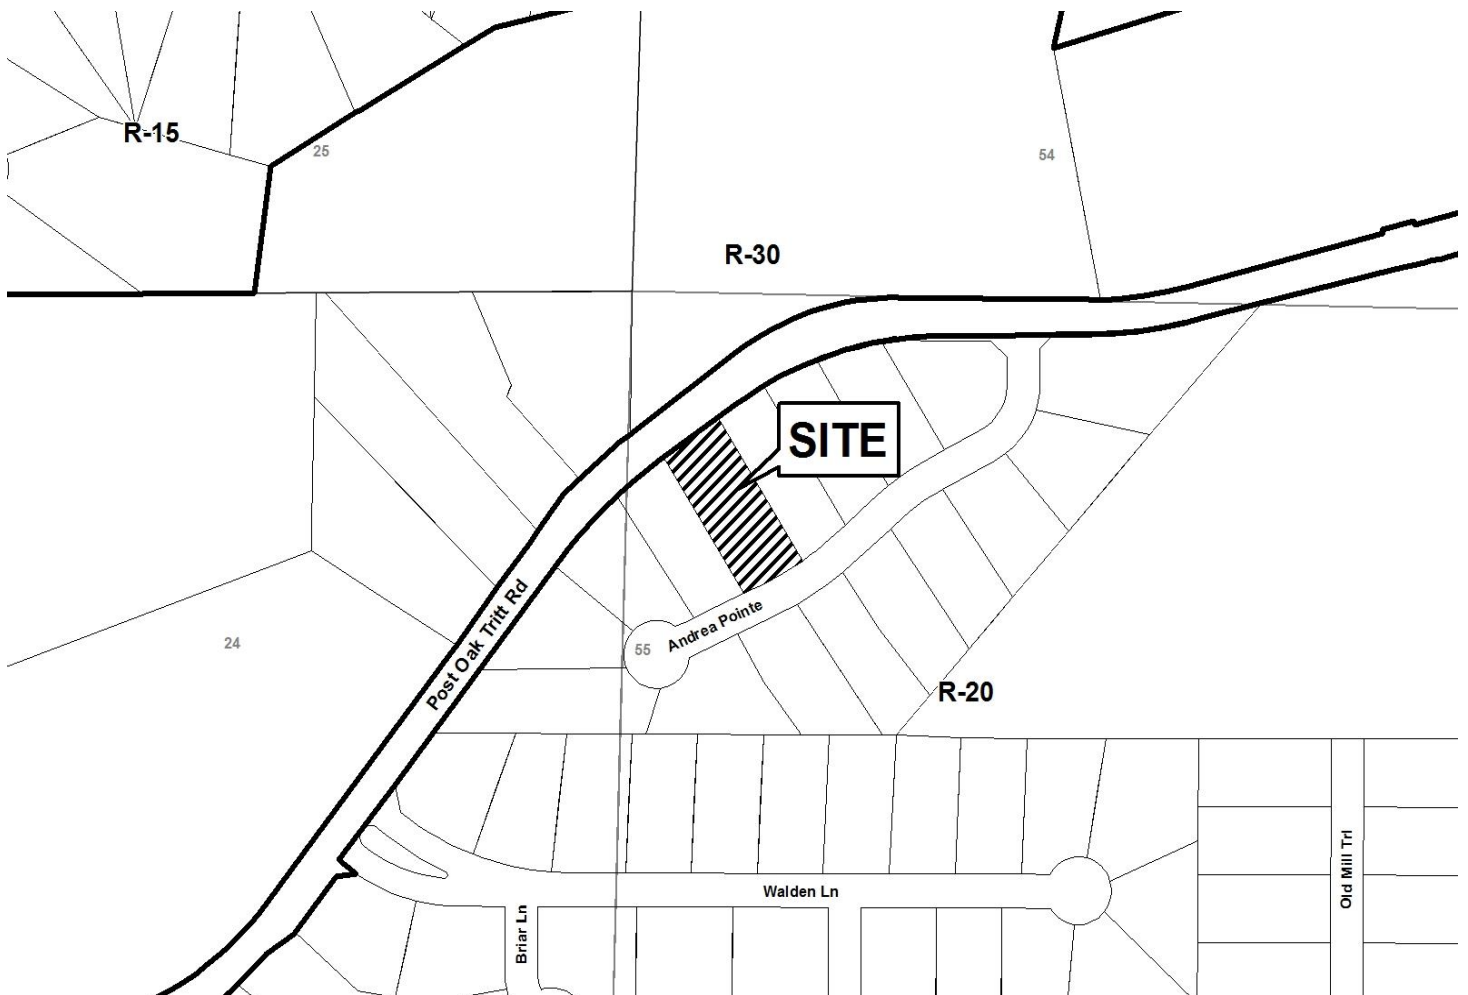 R-15
25
54
R-30
SITE
Post Oak Tritt Rd
Andrea Pointe
24
55
R-20
Walden Ln
Old Mill Trl
Briar Ln